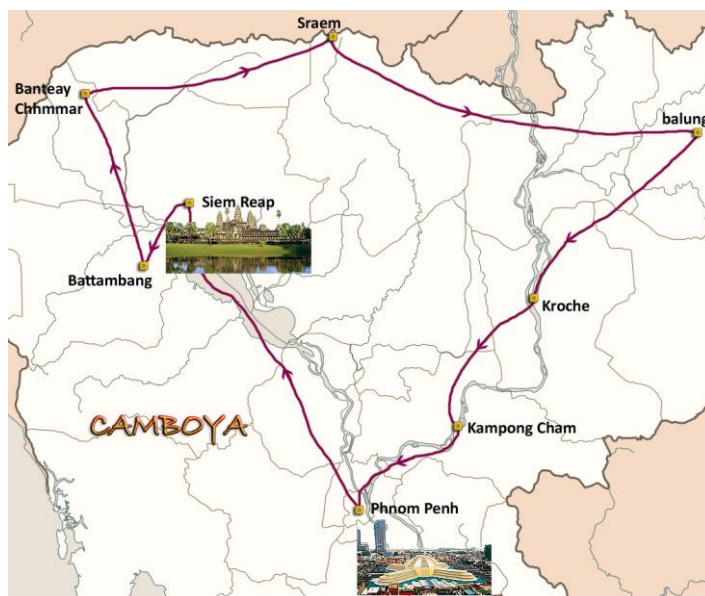 Sraem
Banteay
Chhmmar
balung
Siem Reap
Battambang
Kroche
CAMBOYA
Kampong Cham
Phnom Penh